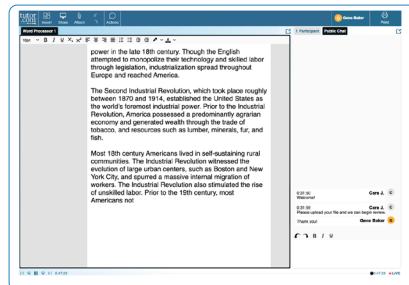 tutor
.com
Insert
Share
Attach
Actions
Gene Baker
Print
Word Processor 1
1 Participant
Public Chat
power in the late 18th century. Though the English
attempted to monopolize their technology and skilled labor
through legislation, industrialization spread throughout
Europe and reached America.
The Second Industrial Revolution, which took place roughly
between 1870 and 1914, established the United States as
the world's foremost industrial power. Prior to the Industrial
Revolution, America possessed a predominantly agrarian
economy and generated wealth through the trade of
tobacco, and resources such as lumber, minerals, fur, and
fish.
Most 18th century Americans lived in self-sustaining rural
communities. The Industrial Revolution witnessed the
evolution of large urban centers, such as Boston and New
York City, and spurred a massive internal migration of
workers. The Industrial Revolution also stimulated the rise
of unskilled labor. Prior to the 19th century, most
Americans not
Cara J.
Welcome!
Cara J.
Please upload your file and we can begin review.
Thank you!
Gene Baker
B I U
LIVE